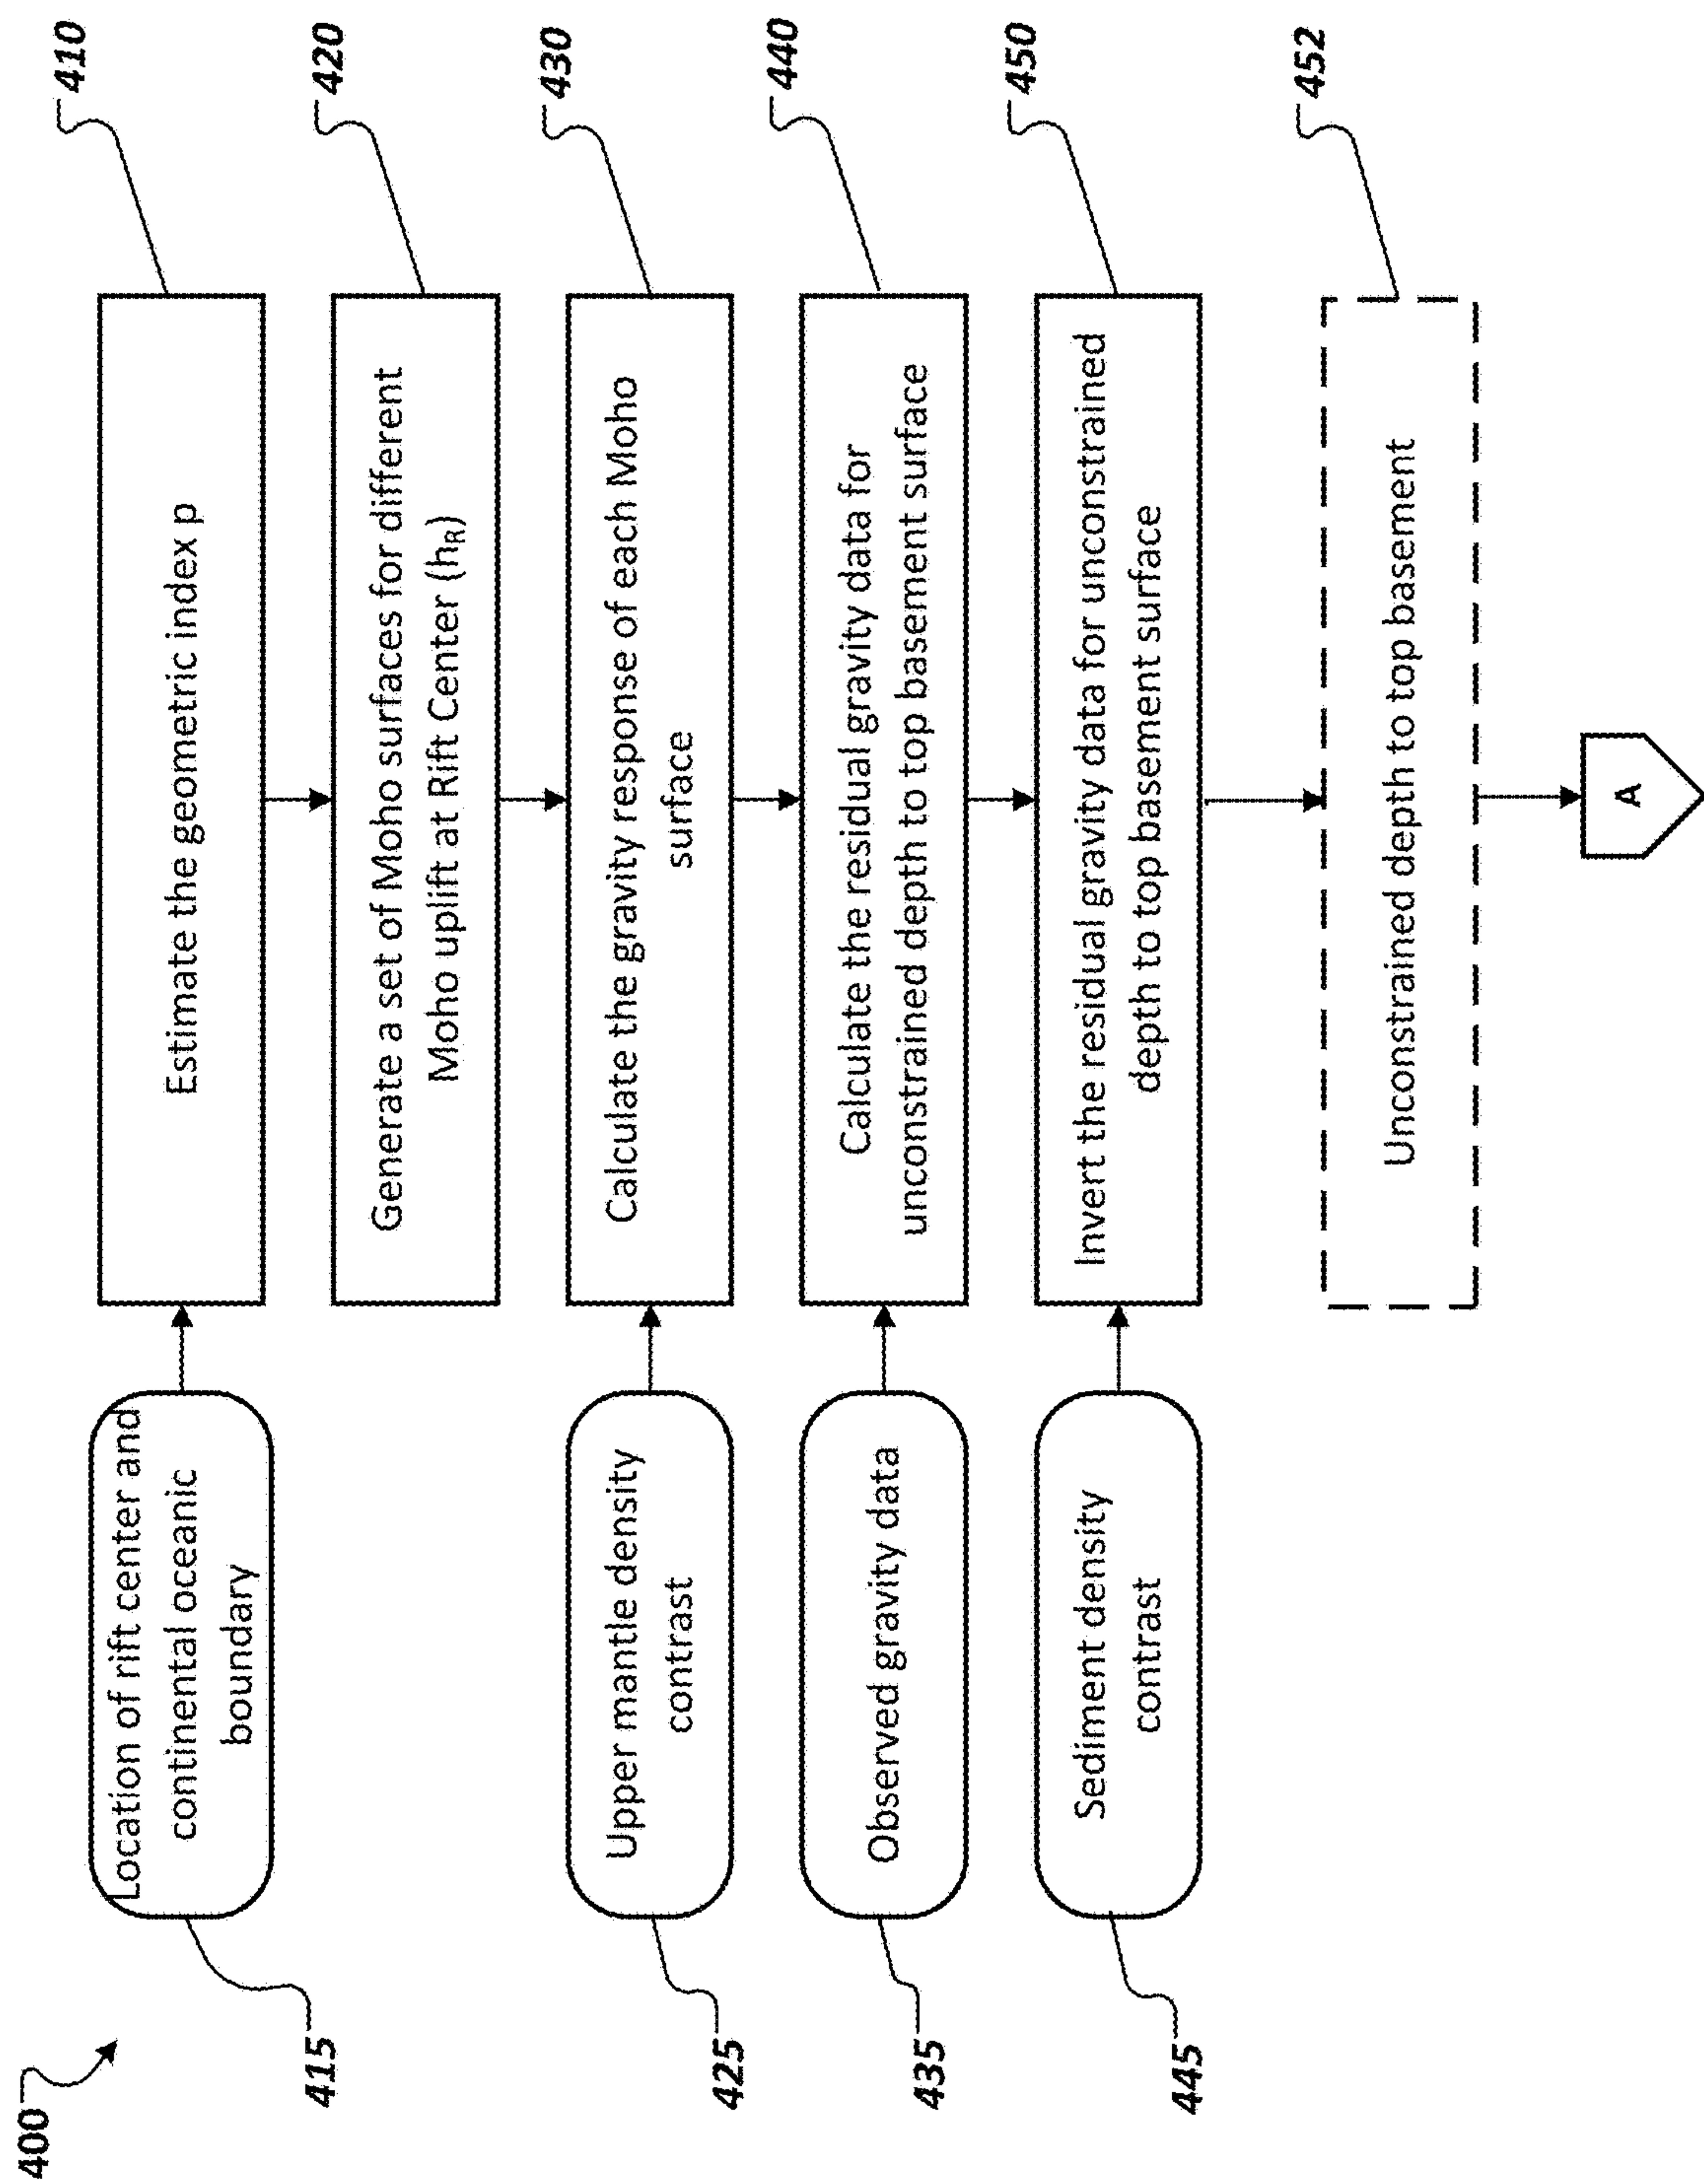 400
410
Location of rift center and
continental oceanic
boundary
415
Estimate the geometric index p
420
Generate a set of Moho surfaces for different
Moho uplift at Rift Center (hR)
430
Upper mantle density
contrast
425
Calculate the gravity response of each Moho
surface
440
Observed gravity data
435
Calculate the residual gravity data for
unconstrained depth to top basement surface
450
Sediment density
contrast
445
Invert the residual gravity data for unconstrained
depth to top basement surface
452
Unconstrained depth to top basement
A